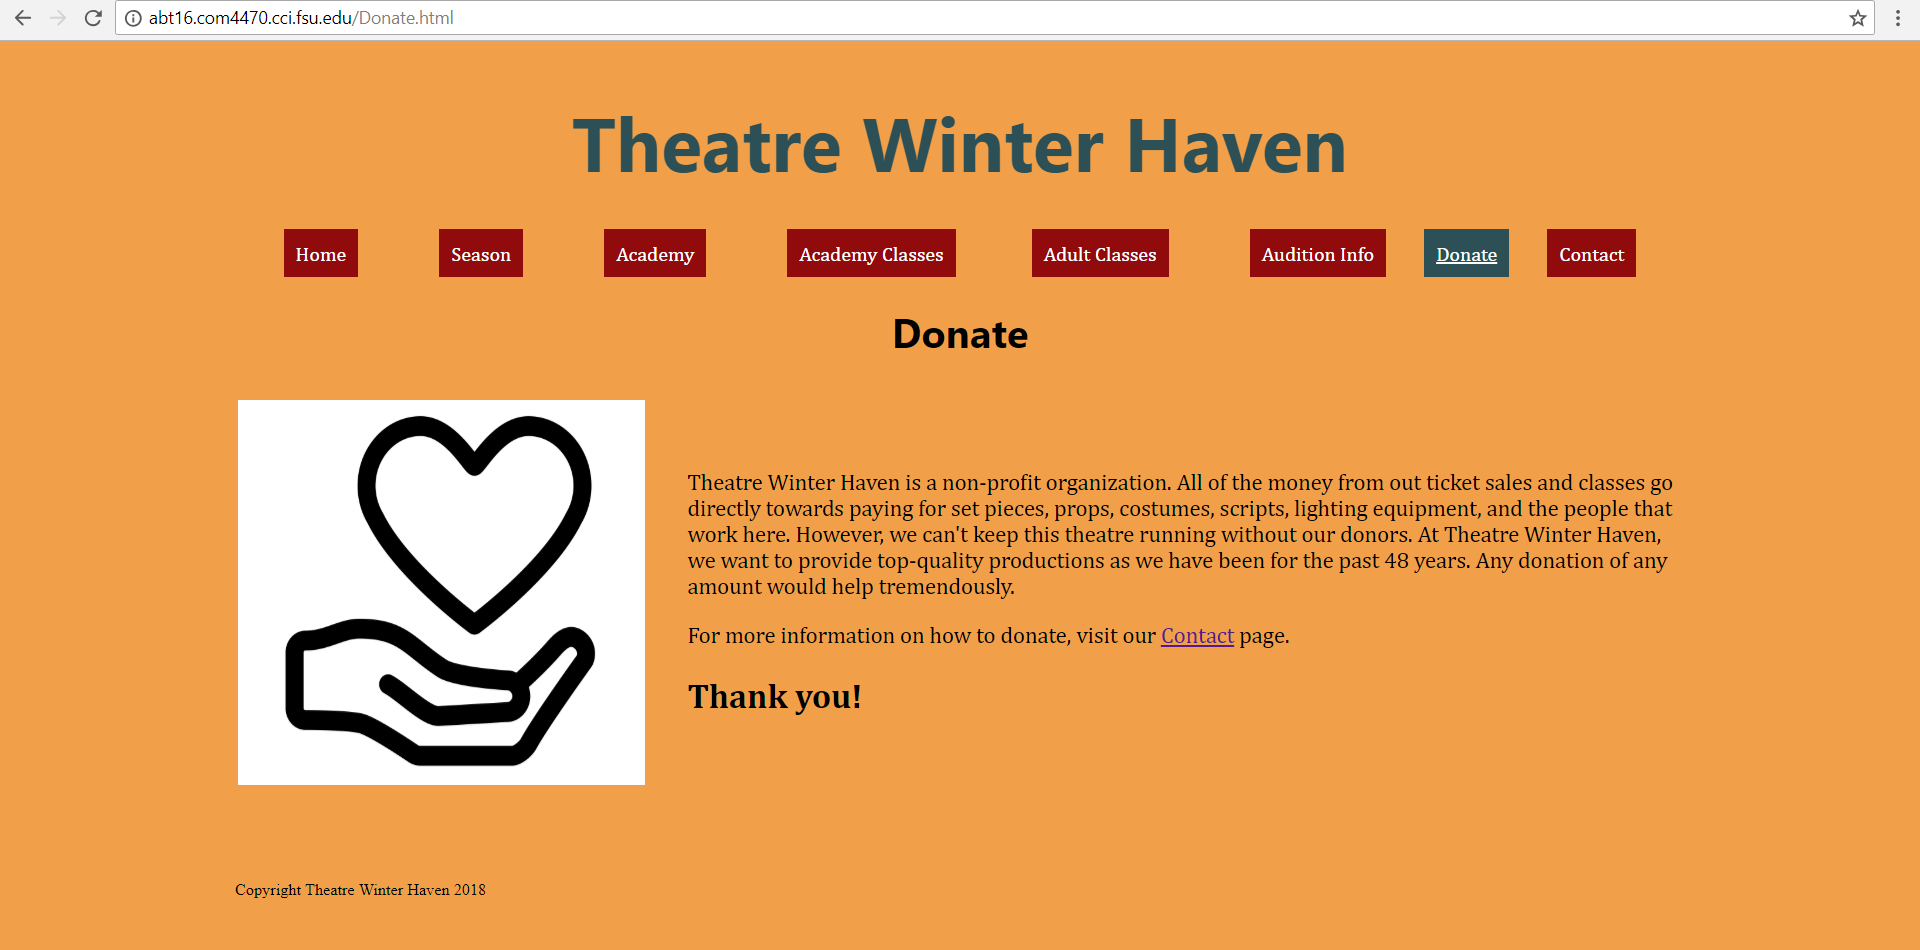 abt16.com4470.cci.fsu.edu/Donate.html
Theatre Winter Haven
Home Season Academy Academy Classes Adult Classes Audition Info Donate Contact
Donate
Theatre Winter Haven is a non-profit organization. All of the money from out ticket sales and classes go
directly towards paying for set pieces, props, costumes, scripts, lighting equipment, and the people that
work here. However, we can't keep this theatre running without our donors. At Theatre Winter Haven,
we want to provide top-quality productions as we have been for the past 48 years. Any donation of any
amount would help tremendously.
For more information on how to donate, visit our Contact page.
Thank you!
Copyright Theatre Winter Haven 2018